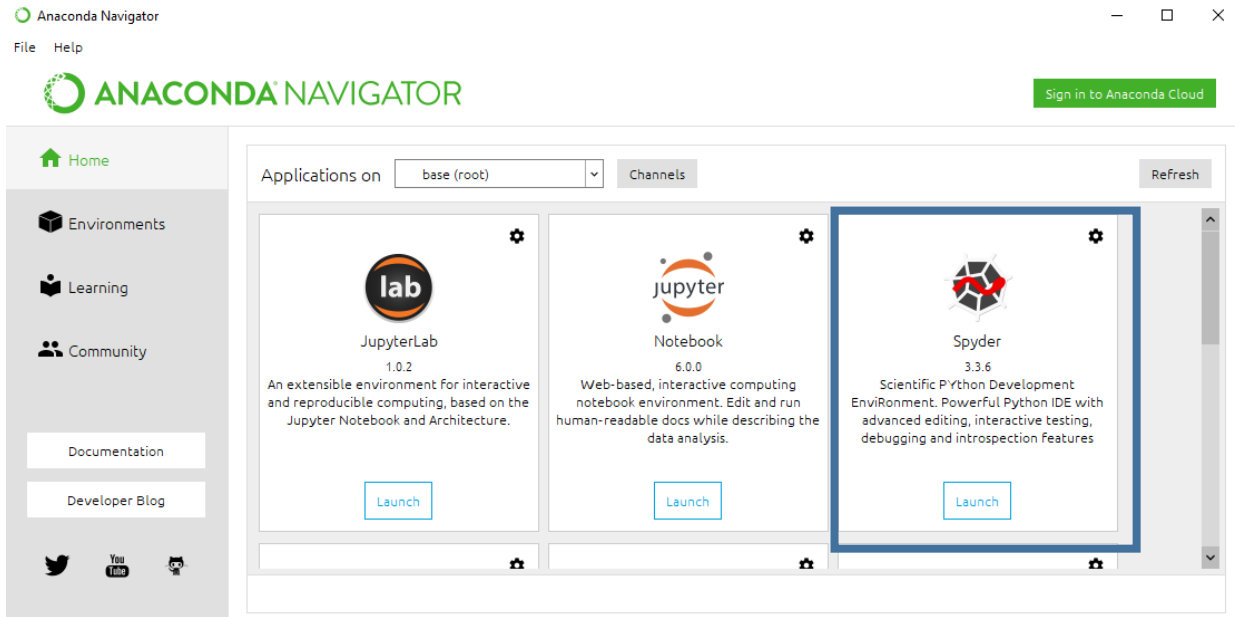 Anaconda Navigator
File Help
ANACONDA NAVIGATOR
Sign in to Anaconda Cloud
Home
Environments
Learning
Community
Documentation
Developer Blog
You
Tube
Applications on base (root) Channels Refresh
lab
JupyterLab
1.0.2
An extensible environment for interactive
and reproducible computing, based on the
Jupyter Notebook and Architecture.
Launch
jupyter
Notebook
6.0.0
Web-based, interactive computing
notebook environment. Edit and run
human-readable docs while describing the
data analysis.
Launch
Spyder
3.3.6
Scientific PYthon Development
EnviRonment. Powerful Python IDE with
advanced editing, interactive testing,
debugging and introspection features
Launch